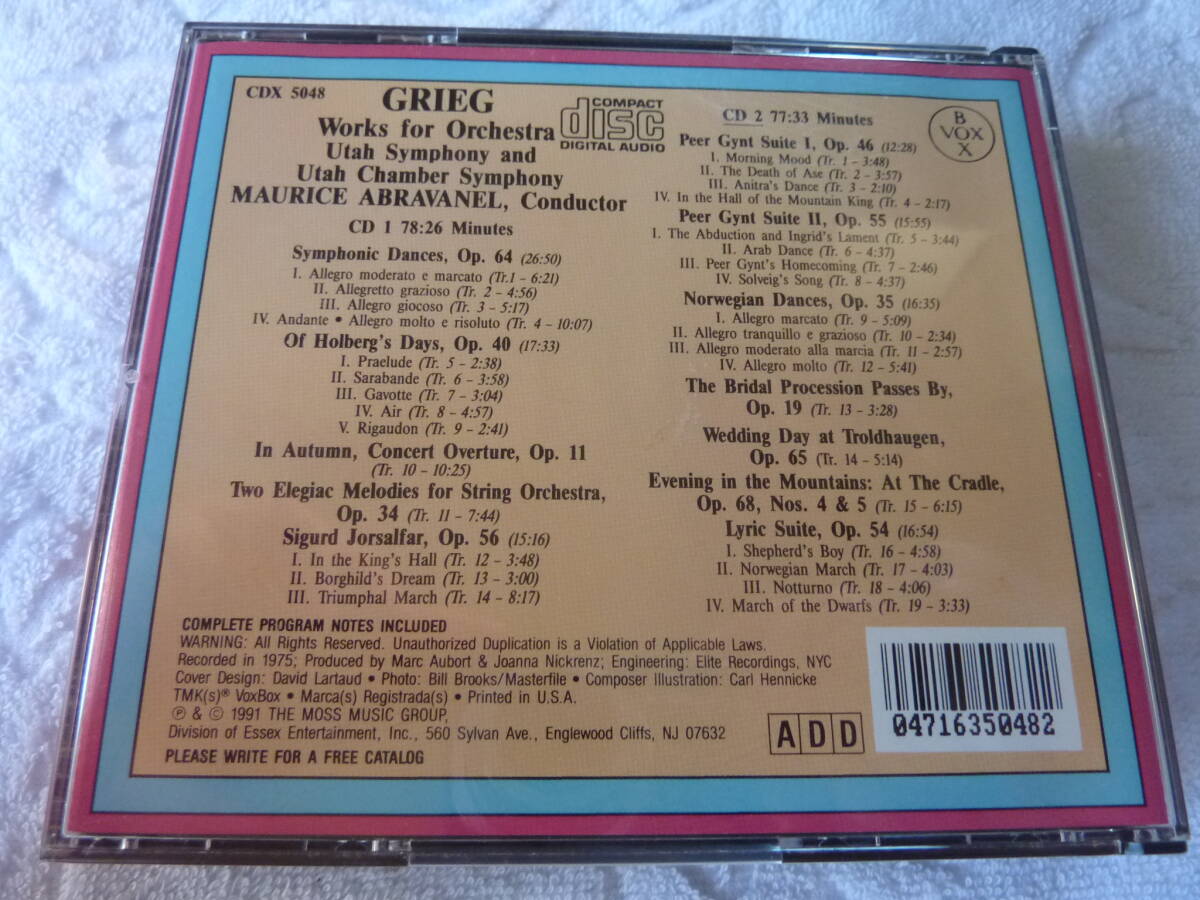 CDX 5048
GRIEG
Works for Orchestra
Utah Symphony and
Utah Chamber Symphony
MAURICE ABRAVANEL, Conductor
COMPACT
disc
DIGITAL AUDIO
CD 1 78:26 Minutes
Symphonic Dances, Op. 64 (26:50)
I. Allegro moderato e marcato (Tr.1 – 6:21)
II. Allegretto grazioso (Tr. 2 – 4:56)
III. Allegro giocoso (Tr. 3 – 5:17)
IV. Andante • Allegro molto e risoluto (Tr. 4 – 10:07)
Of Holberg's Days, Op. 40 (17:33)
I. Praelude (Tr. 5 – 2:38)
II. Sarabande (Tr. 6 – 3:58)
III. Gavotte (Tr. 7 – 3:04)
IV. Air (Tr. 8 – 4:57)
V. Rigaudon (Tr. 9 – 2:41)
In Autumn, Concert Overture, Op. 11
(Tr. 10 – 10:25)
Two Elegiac Melodies for String Orchestra,
Op. 34 (Tr. 11 – 7:44)
Sigurd Jorsalfar, Op. 56 (15:16)
I. In the King's Hall (Tr. 12 – 3:48)
II. Borghild's Dream (Tr. 13 – 3:00)
III. Triumphal March (Tr. 14 – 8:17)
CD 2 77:33 Minutes
B
VOX
X
Peer Gynt Suite I, Op. 46 (12:28)
I. Morning Mood (Tr. 1 – 3:48)
II. The Death of Ase (Tr. 2 – 3:57)
III. Anitra's Dance (Tr. 3 – 2:10)
IV. In the Hall of the Mountain King (Tr. 4 – 2:17)
Peer Gynt Suite II, Op. 55 (15:55)
I. The Abduction and Ingrid's Lament (Tr. 5 – 3:44)
II. Arab Dance (Tr. 6 – 4:37)
III. Peer Gynt's Homecoming (Tr. 7 – 2:46)
IV. Solveig's Song (Tr. 8 – 4:37)
Norwegian Dances, Op. 35 (16:35)
I. Allegro marcato (Tr. 9 – 5:09)
II. Allegro tranquillo e grazioso (Tr. 10 – 2:34)
III. Allegro moderato alla marcia (Tr. 11 – 2:57)
IV. Allegro molto (Tr. 12 – 5:41)
The Bridal Procession Passes By,
Op. 19 (Tr. 13 – 3:28)
Wedding Day at Troldhaugen,
Op. 65 (Tr. 14 – 5:14)
Evening in the Mountains: At The Cradle,
Op. 68, Nos. 4 & 5 (Tr. 15 – 6:15)
Lyric Suite, Op. 54 (16:54)
I. Shepherd's Boy (Tr. 16 – 4:58)
II. Norwegian March (Tr. 17 – 4:03)
III. Notturno (Tr. 18 – 4:06)
IV. March of the Dwarfs (Tr. 19 – 3:33)
COMPLETE PROGRAM NOTES INCLUDED
WARNING: All Rights Reserved. Unauthorized Duplication is a Violation of Applicable Laws.
Recorded in 1975; Produced by Marc Aubort & Joanna Nickrenz; Engineering: Elite Recordings, NYC
Cover Design: David Lartaud • Photo: Bill Brooks/Masterfile • Composer Illustration: Carl Hennicke
TMK(s)® VoxBox • Marca(s) Registrada(s) • Printed in U.S.A.
Ⓟ & © 1991 THE MOSS MUSIC GROUP,
Division of Essex Entertainment, Inc., 560 Sylvan Ave., Englewood Cliffs, NJ 07632
PLEASE WRITE FOR A FREE CATALOG
ADD
04716350482